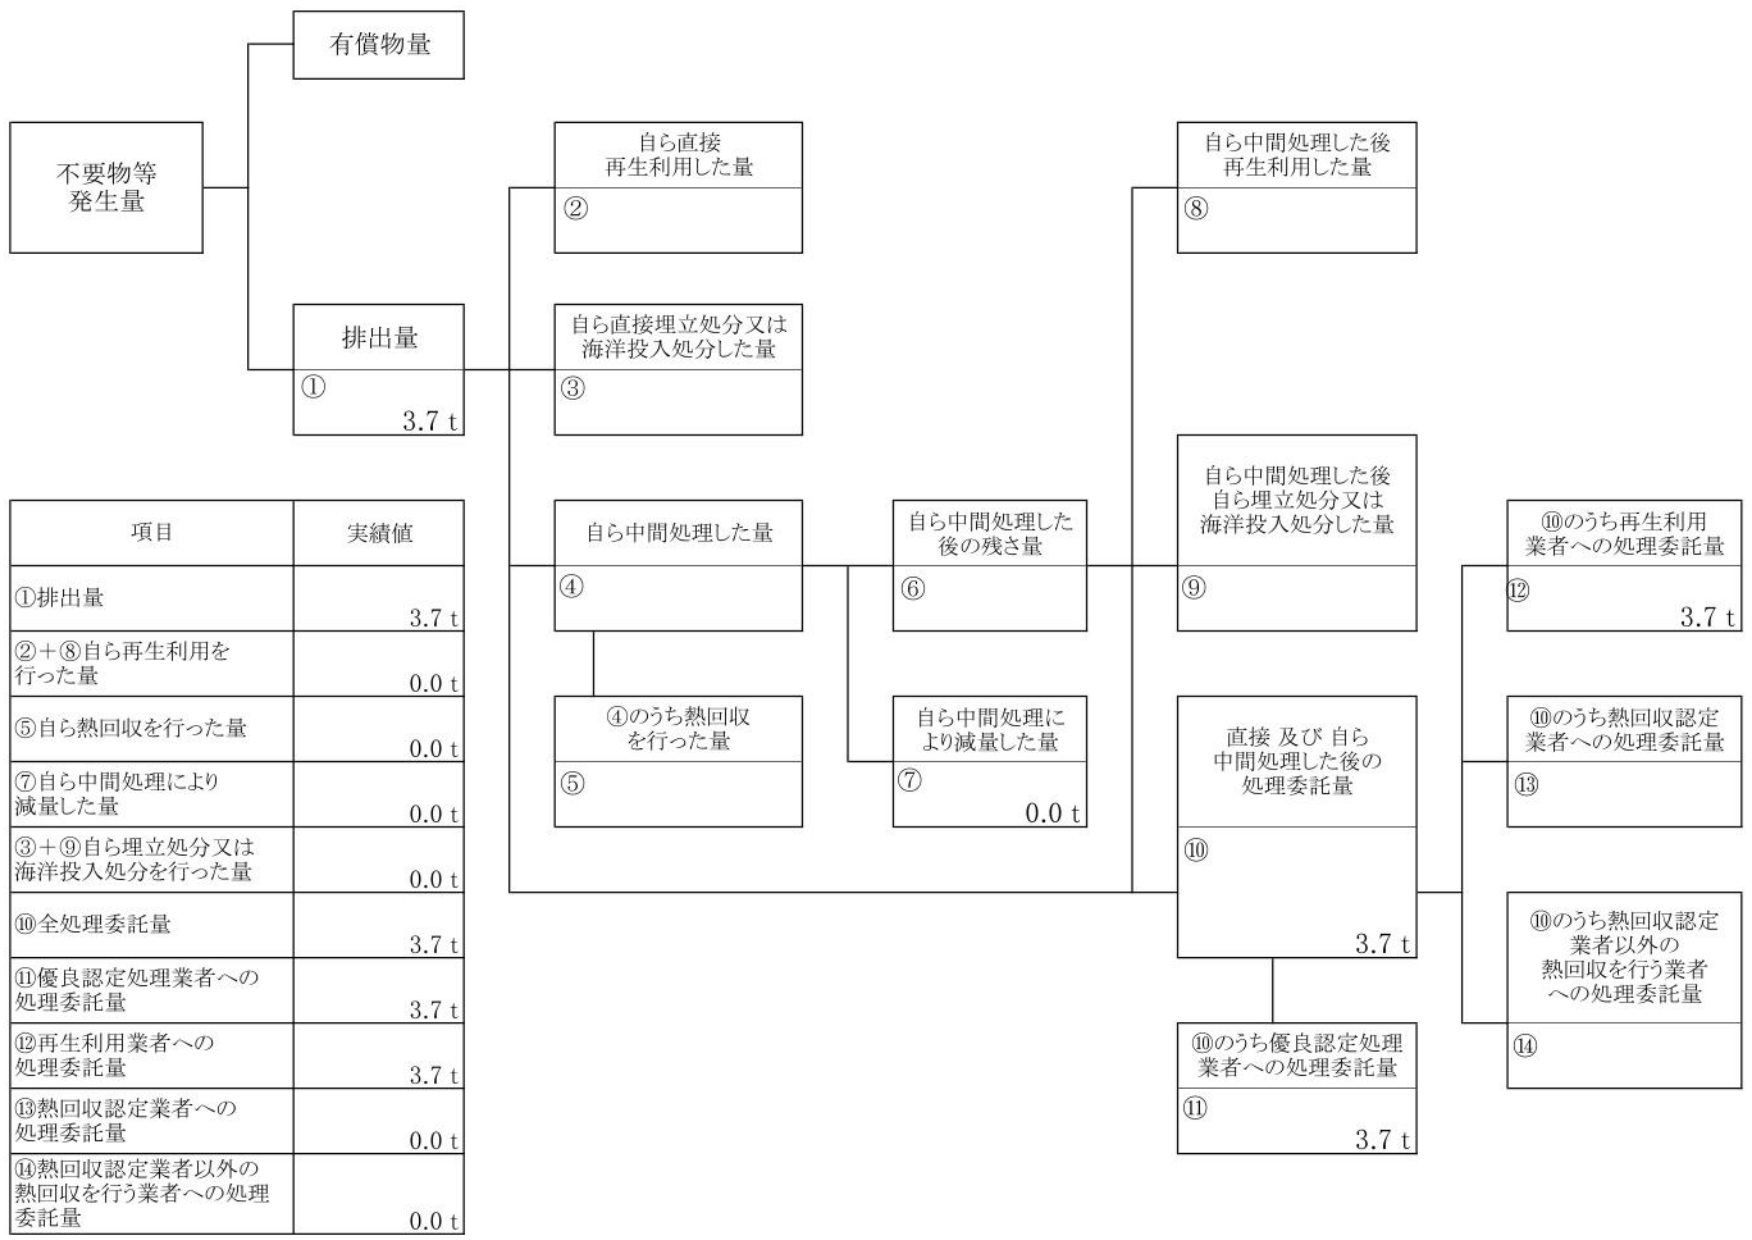 有償物量
不要物等
発生量
自ら直接
再生利用した量
②
自ら中間処理した後
再生利用した量
⑧
排出量
①
3.7 t
自ら直接埋立処分又は
海洋投入処分した量
③
自ら中間処理した量
④
自ら中間処理した
後の残さ量
⑥
自ら中間処理した後
自ら埋立処分又は
海洋投入処分した量
⑨
⑩のうち再生利用
業者への処理委託量
⑫
3.7 t
④のうち熱回収
を行った量
⑤
自ら中間処理に
より減量した量
⑦
0.0 t
直接 及び 自ら
中間処理した後の
処理委託量
⑩
3.7 t
⑩のうち熱回収認定
業者への処理委託量
⑬
⑩のうち熱回収認定
業者以外の
熱回収を行う業者
への処理委託量
⑭
⑩のうち優良認定処理
業者への処理委託量
⑪
3.7 t
項目 実績値
①排出量
3.7 t
②＋⑧自ら再生利用を
行った量
0.0 t
⑤自ら熱回収を行った量
0.0 t
⑦自ら中間処理により
減量した量
0.0 t
③＋⑨自ら埋立処分又は
海洋投入処分を行った量
0.0 t
⑩全処理委託量
3.7 t
⑪優良認定処理業者への
処理委託量
3.7 t
⑫再生利用業者への
処理委託量
3.7 t
⑬熱回収認定業者への
処理委託量
0.0 t
⑭熱回収認定業者以外の
熱回収を行う業者への処理
委託量
0.0 t